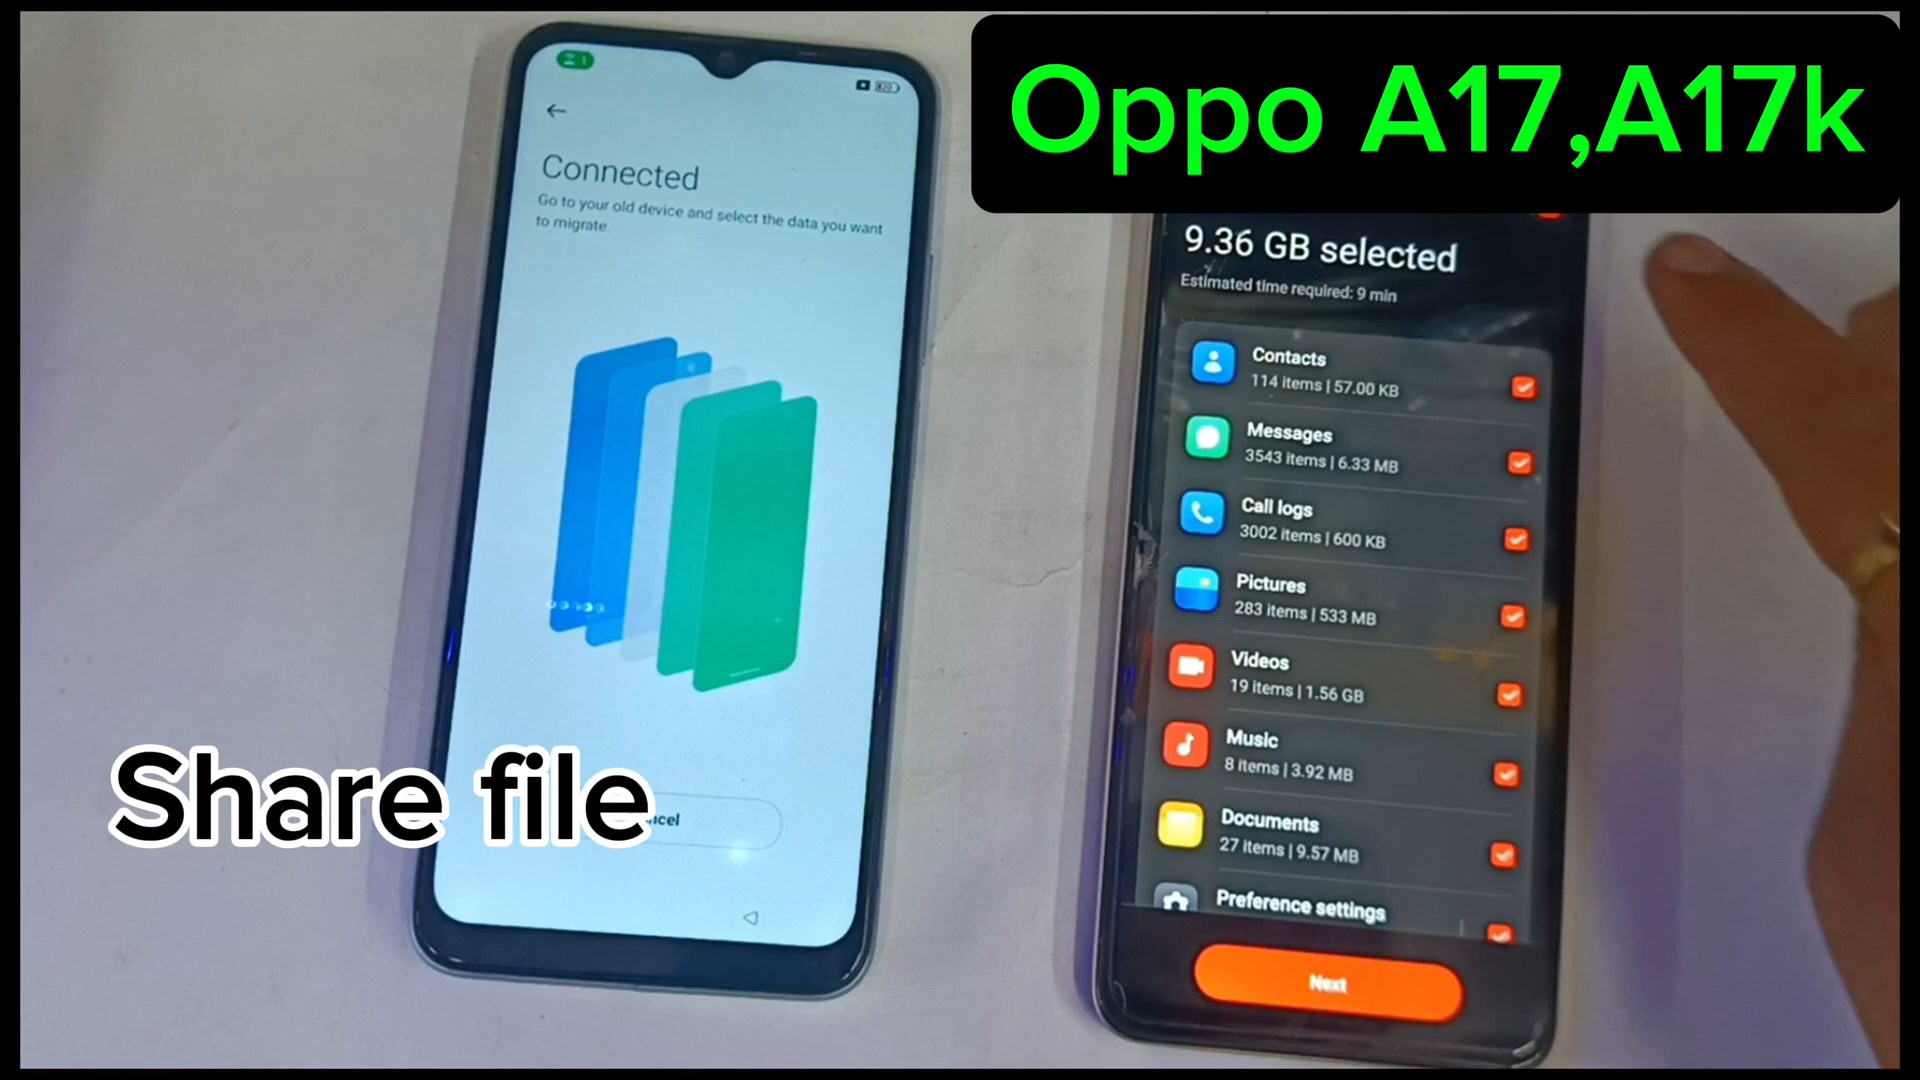 Oppo A17,A17k
Connected
Go to your old device and select the data you want
to migrate.
9.36 GB selected
Estimated time required: 9 min
Contacts
114 items | 57.00 KB
Messages
3543 items | 6.33 MB
Call logs
3002 items | 600 KB
Pictures
283 items | 533 MB
Videos
19 items | 1.56 GB
Music
8 items | 3.92 MB
Documents
27 items | 9.57 MB
Preference settings
Next
Share file
ncel